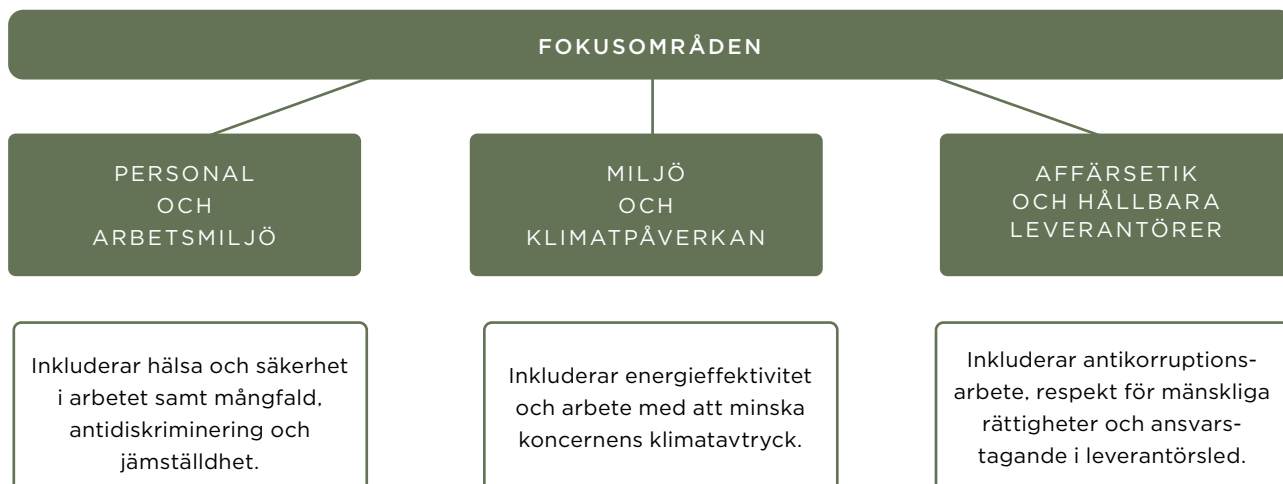 FOKUSOMRÅDEN
PERSONAL
OCH
ARBETSMILJÖ
MILJÖ
OCH
KLIMATPÅVERKAN
AFFÄRSETIK
OCH HÅLLBARA
LEVERANTÖRER
Inkluderar hälsa och säkerhet
i arbetet samt mångfald,
antidiskriminering och
jämställdhet.
Inkluderar energieffektivitet
och arbete med att minska
koncernens klimatavtryck.
Inkluderar antikorruptions-
arbete, respekt för mänskliga
rättigheter och ansvars-
tagande i leverantörsled.